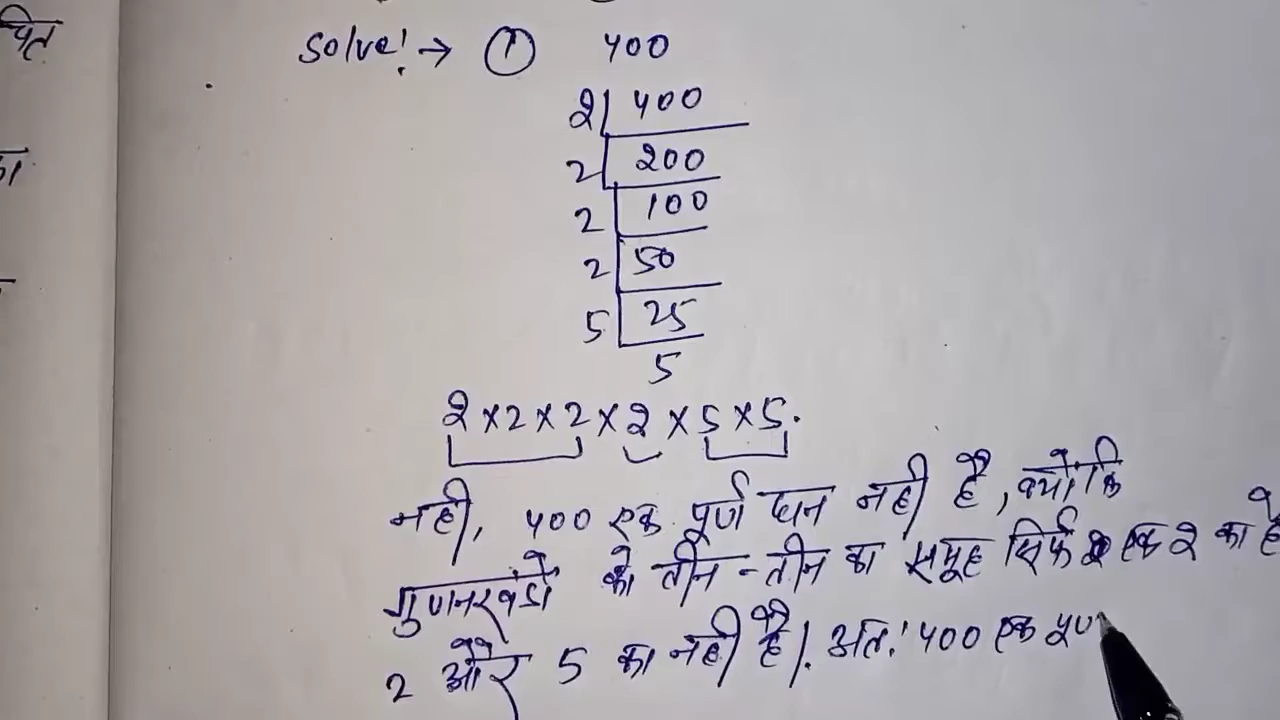 चित
Solve! → ① 400
2 | 400
2 | 200
2 | 100
2 | 50
5 | 25
5
2 × 2 × 2 × 2 × 5 × 5.
नही, 400 एक पूर्ण घन नही है, क्योंकि
गुणनखंडो को तीन - तीन का समूह सिर्फ एक 2 का है
2 और 5 का नही है। अत: 400 एक पूण